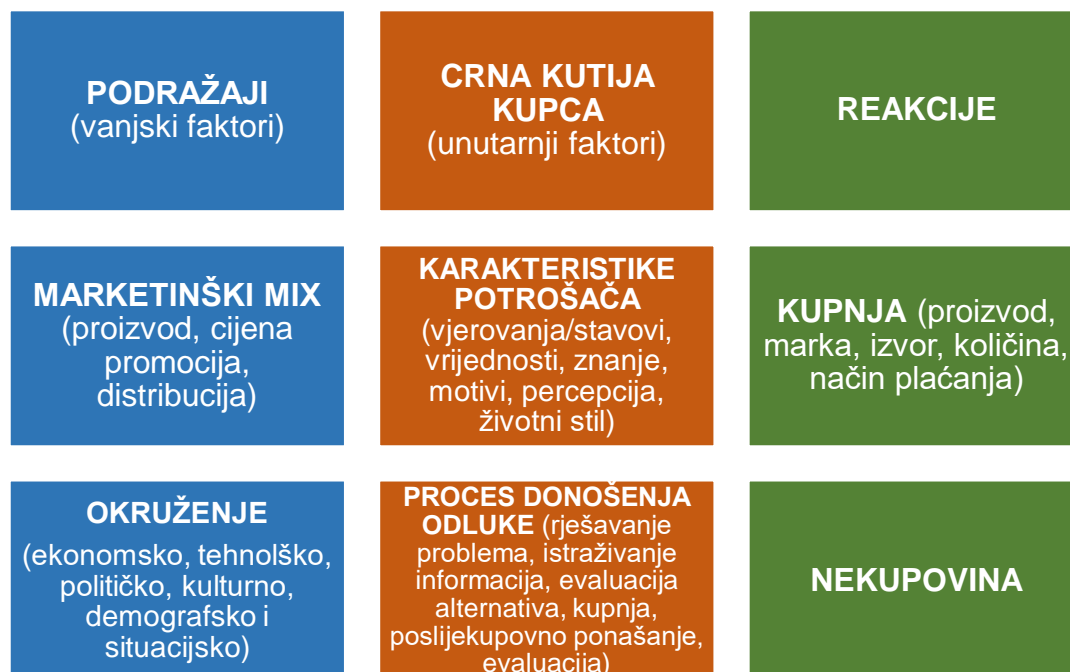 PODRAŽAJI
(vanjski faktori)
CRNA KUTIJA
KUPCA
(unutarnji faktori)
REAKCIJE
MARKETINŠKI MIX
(proizvod, cijena
promocija,
distribucija)
KARAKTERISTIKE
POTROŠAČA
(vjerovanja/stavovi,
vrijednosti, znanje,
motivi, percepcija,
životni stil)
KUPNJA (proizvod,
marka, izvor, količina,
način plaćanja)
OKRUŽENJE
(ekonomsko, tehnolško,
političko, kulturno,
demografsko i
situacijsko)
PROCES DONOŠENJA
ODLUKE (rješavanje
problema, istraživanje
informacija, evaluacija
alternativa, kupnja,
poslijekupovno ponašanje,
evaluacija)
NEKUPOVINA